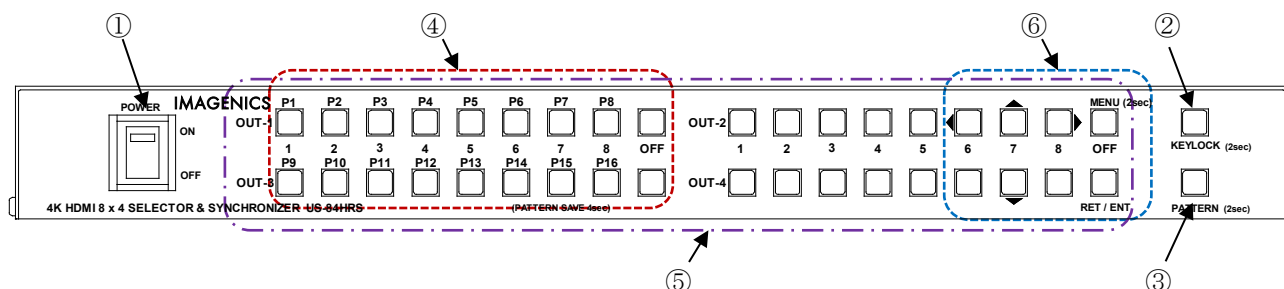 ① ④ ⑥ ②
POWER IMAGENICS P1 P2 P3 P4 P5 P6 P7 P8 MENU (2sec)
ON OUT-1 OUT-2
1 2 3 4 5 6 7 8 OFF 1 2 3 4 5 6 7 8 OFF KEYLOCK (2sec)
P9 P10 P11 P12 P13 P14 P15 P16
OFF OUT-3 OUT-4
4K HDMI 8 x 4 SELECTOR & SYNCHRONIZER US-84HRS (PATTERN SAVE 4sec) RET / ENT PATTERN (2sec)
⑤ ③